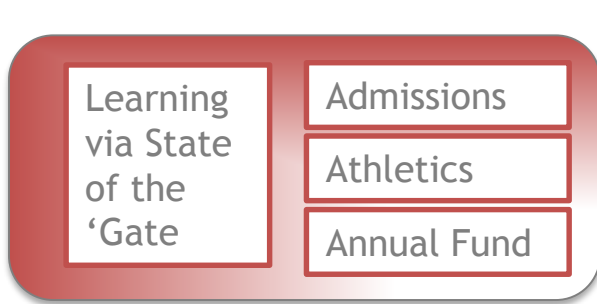 Learning
via State
of the
‘Gate
Admissions
Athletics
Annual Fund